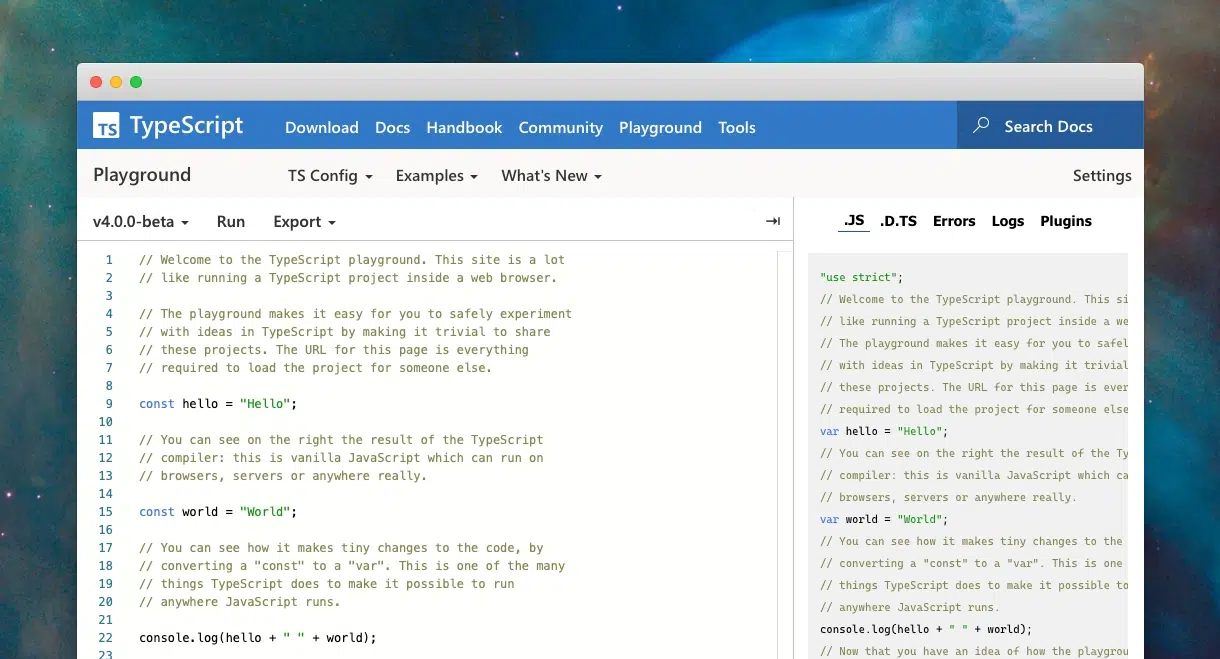 TS TypeScript Download Docs Handbook Community Playground Tools Search Docs
Playground TS Config Examples What's New Settings
v4.0.0-beta Run Export
1 // Welcome to the TypeScript playground. This site is a lot
2 // like running a TypeScript project inside a web browser.
3
4 // The playground makes it easy for you to safely experiment
5 // with ideas in TypeScript by making it trivial to share
6 // these projects. The URL for this page is everything
7 // required to load the project for someone else.
8
9 const hello = "Hello";
10
11 // You can see on the right the result of the TypeScript
12 // compiler: this is vanilla JavaScript which can run on
13 // browsers, servers or anywhere really.
14
15 const world = "World";
16
17 // You can see how it makes tiny changes to the code, by
18 // converting a "const" to a "var". This is one of the many
19 // things TypeScript does to make it possible to run
20 // anywhere JavaScript runs.
21
22 console.log(hello + " " + world);
23
.JS .D.TS Errors Logs Plugins
"use strict";
// Welcome to the TypeScript playground. This si
// like running a TypeScript project inside a we
// The playground makes it easy for you to safel
// with ideas in TypeScript by making it trivial
// these projects. The URL for this page is ever
// required to load the project for someone else
var hello = "Hello";
// You can see on the right the result of the Ty
// compiler: this is vanilla JavaScript which ca
// browsers, servers or anywhere really.
var world = "World";
// You can see how it makes tiny changes to the
// converting a "const" to a "var". This is one
// things TypeScript does to make it possible to
// anywhere JavaScript runs.
console.log(hello + " " + world);
// Now that you have an idea of how the playgrou